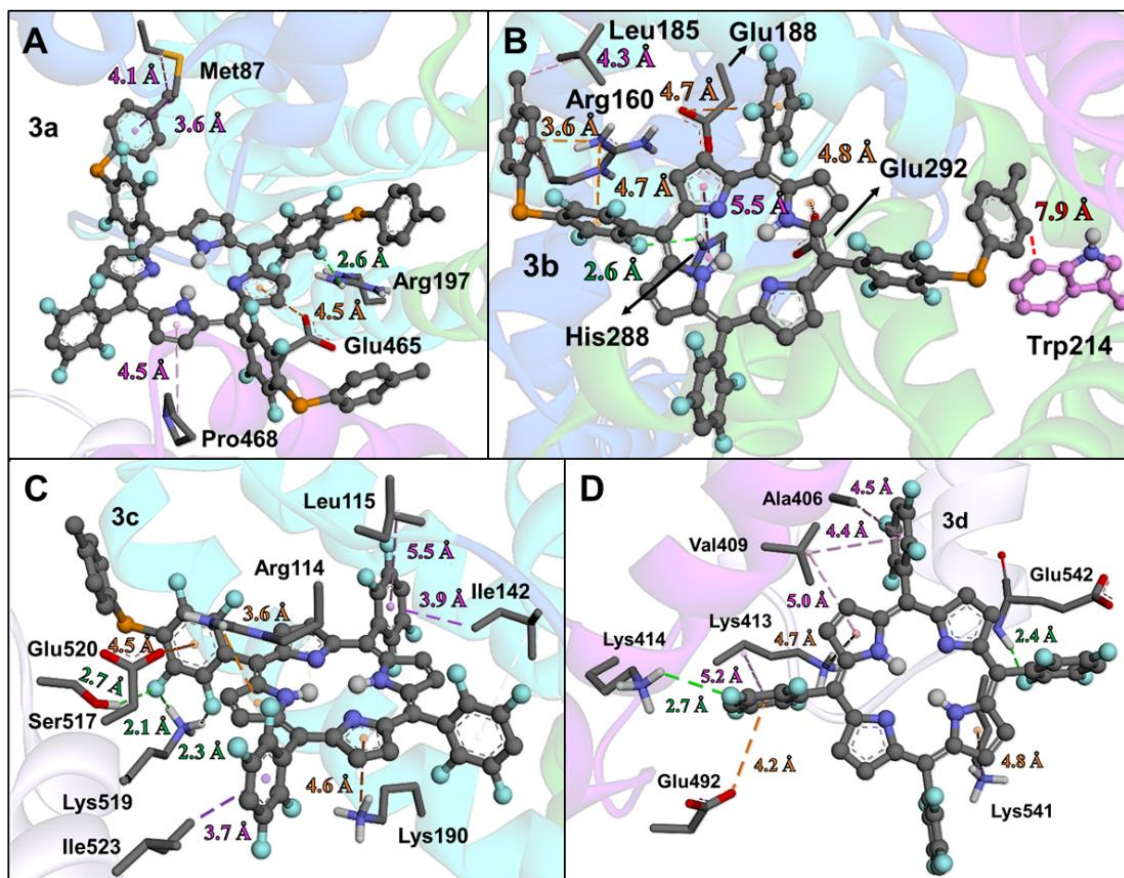 A
Met87
4.1 Å
3.6 Å
3a
2.6 Å
Arg197
4.5 Å
Glu465
4.5 Å
Pro468
B
Leu185
Glu188
4.3 Å
Arg160
4.7 Å
3.6 Å
4.8 Å
Glu292
4.7 Å
5.5 Å
7.9 Å
3b
2.6 Å
His288
Trp214
C
3c
Leu115
5.5 Å
Arg114
3.6 Å
Ile142
3.9 Å
Glu520
4.5 Å
2.7 Å
Ser517
2.1 Å
2.3 Å
Lys519
4.6 Å
Lys190
3.7 Å
Ile523
D
Ala406
4.5 Å
3d
4.4 Å
Val409
Glu542
5.0 Å
Lys413
2.4 Å
Lys414
4.7 Å
5.2 Å
2.7 Å
4.2 Å
4.8 Å
Glu492
Lys541